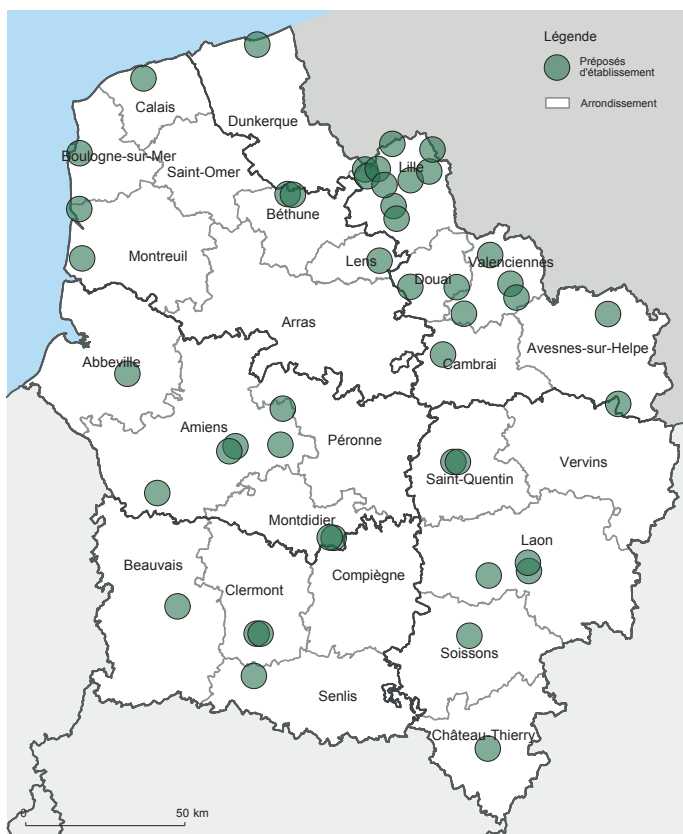 Légende
Préposés
d'établissement
Arrondissement
Calais
Dunkerque
Boulogne-sur-Mer
Saint-Omer
Lille
Béthune
Montreuil
Lens
Douai
Valenciennes
Arras
Avesnes-sur-Helpe
Abbeville
Cambrai
Amiens
Péronne
Vervins
Saint-Quentin
Montdidier
Laon
Beauvais
Compiègne
Clermont
Soissons
Senlis
Château-Thierry
0 50 km